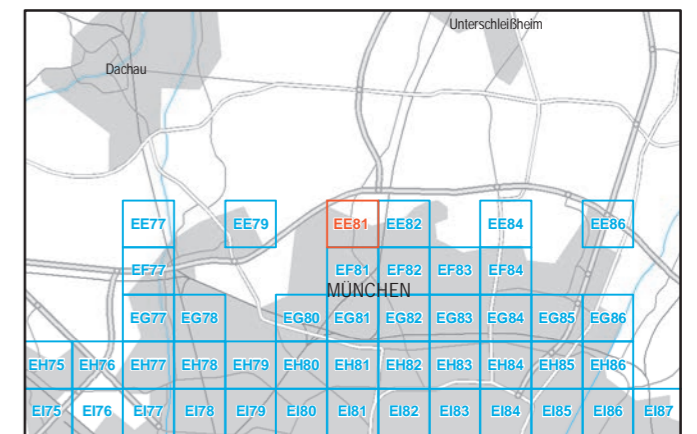 Unterschleißheim
Dachau
EE77 EE79 EE81 EE82 EE84 EE86
EF77 EF81 EF82 EF83 EF84
MÜNCHEN
EG77 EG78 EG80 EG81 EG82 EG83 EG84 EG85 EG86
EH75 EH76 EH77 EH78 EH79 EH80 EH81 EH82 EH83 EH84 EH85 EH86
EI75 EI76 EI77 EI78 EI79 EI80 EI81 EI82 EI83 EI84 EI85 EI86 EI87